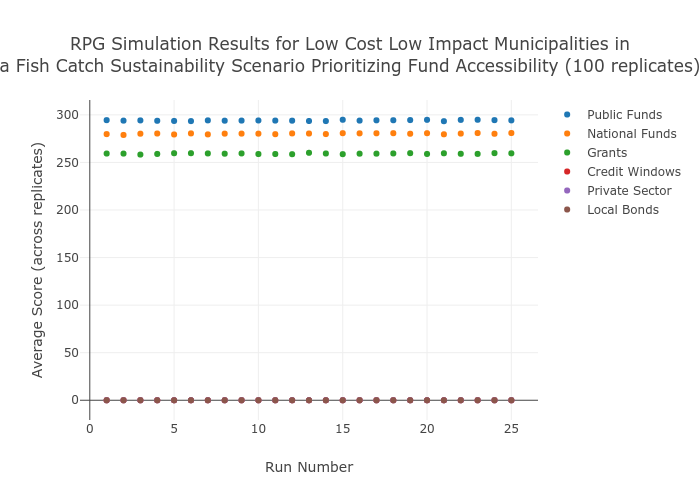 RPG Simulation Results for Low Cost Low Impact Municipalities in
a Fish Catch Sustainability Scenario Prioritizing Fund Accessibility (100 replicates)
Average Score (across replicates)
300
250
200
150
100
50
0
0 5 10 15 20 25
Run Number
Public Funds
National Funds
Grants
Credit Windows
Private Sector
Local Bonds